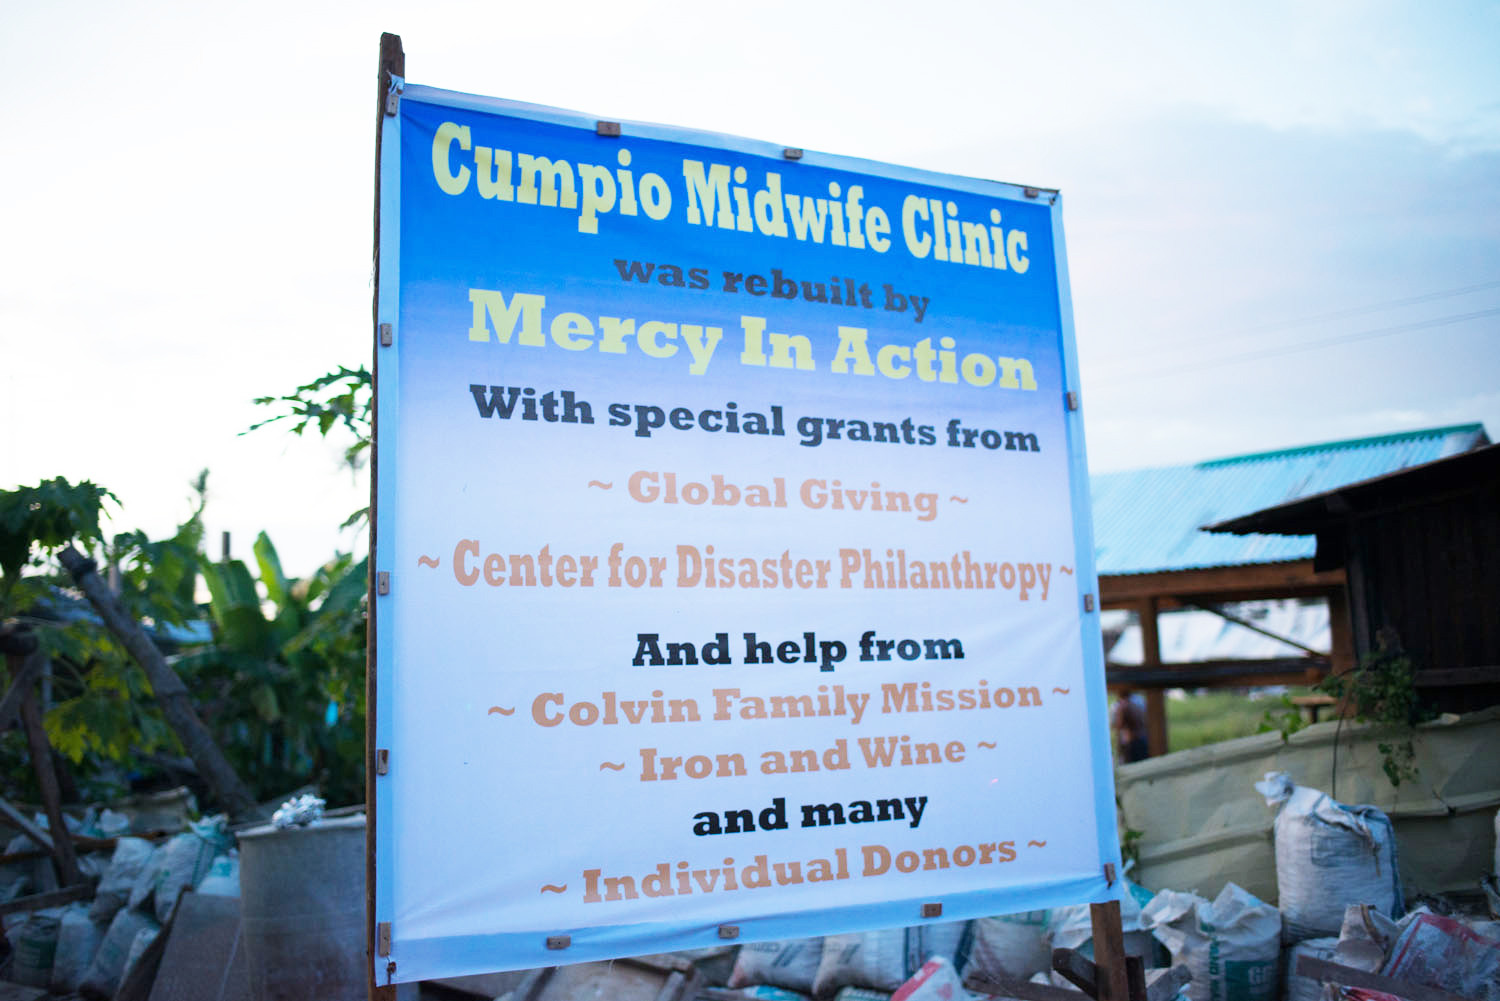 Cumpio Midwife Clinic
was rebuilt by
Mercy In Action
With special grants from
~ Global Giving ~
~ Center for Disaster Philanthropy ~
And help from
~ Colvin Family Mission ~
~ Iron and Wine ~
and many
~ Individual Donors ~